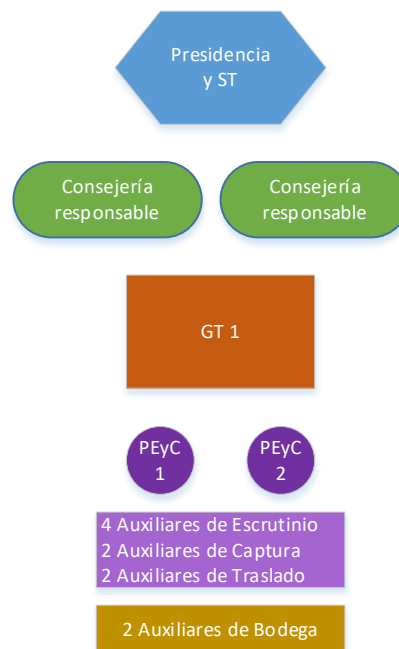 Presidencia
y ST
Consejería
responsable
Consejería
responsable
GT 1
PEyC
1
PEyC
2
4 Auxiliares de Escrutinio
2 Auxiliares de Captura
2 Auxiliares de Traslado
2 Auxiliares de Bodega